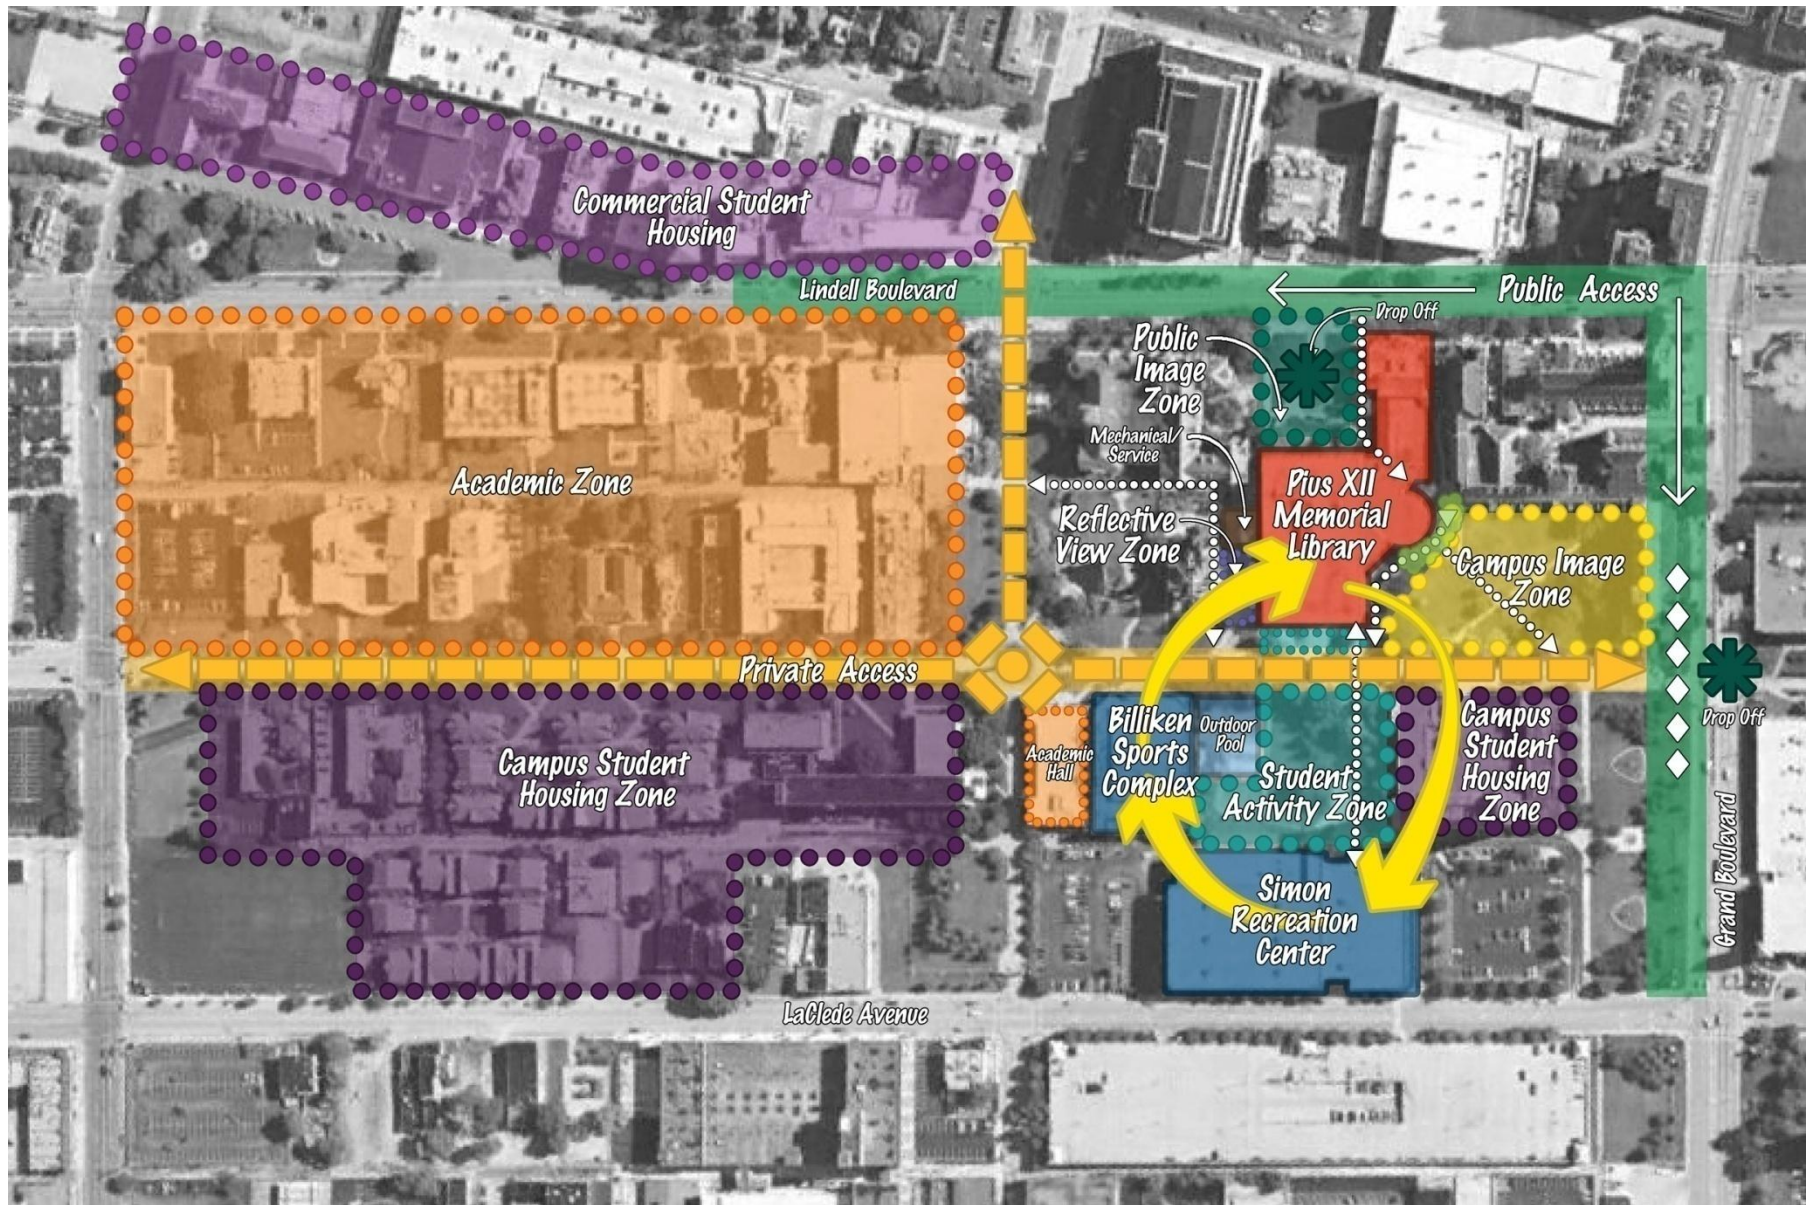 Commercial Student
Housing
Lindell Boulevard
Public Access
Drop Off
Public
Image
Zone
Mechanical/
Service
Pius XII
Memorial
Library
Academic Zone
Reflective
View Zone
Campus Image
Zone
Private Access
Drop Off
Campus Student
Housing Zone
Academic
Hall
Billiken
Sports
Complex
Outdoor
Pool
Student
Activity Zone
Campus
Student
Housing
Zone
Simon
Recreation
Center
Grand Boulevard
LaClede Avenue